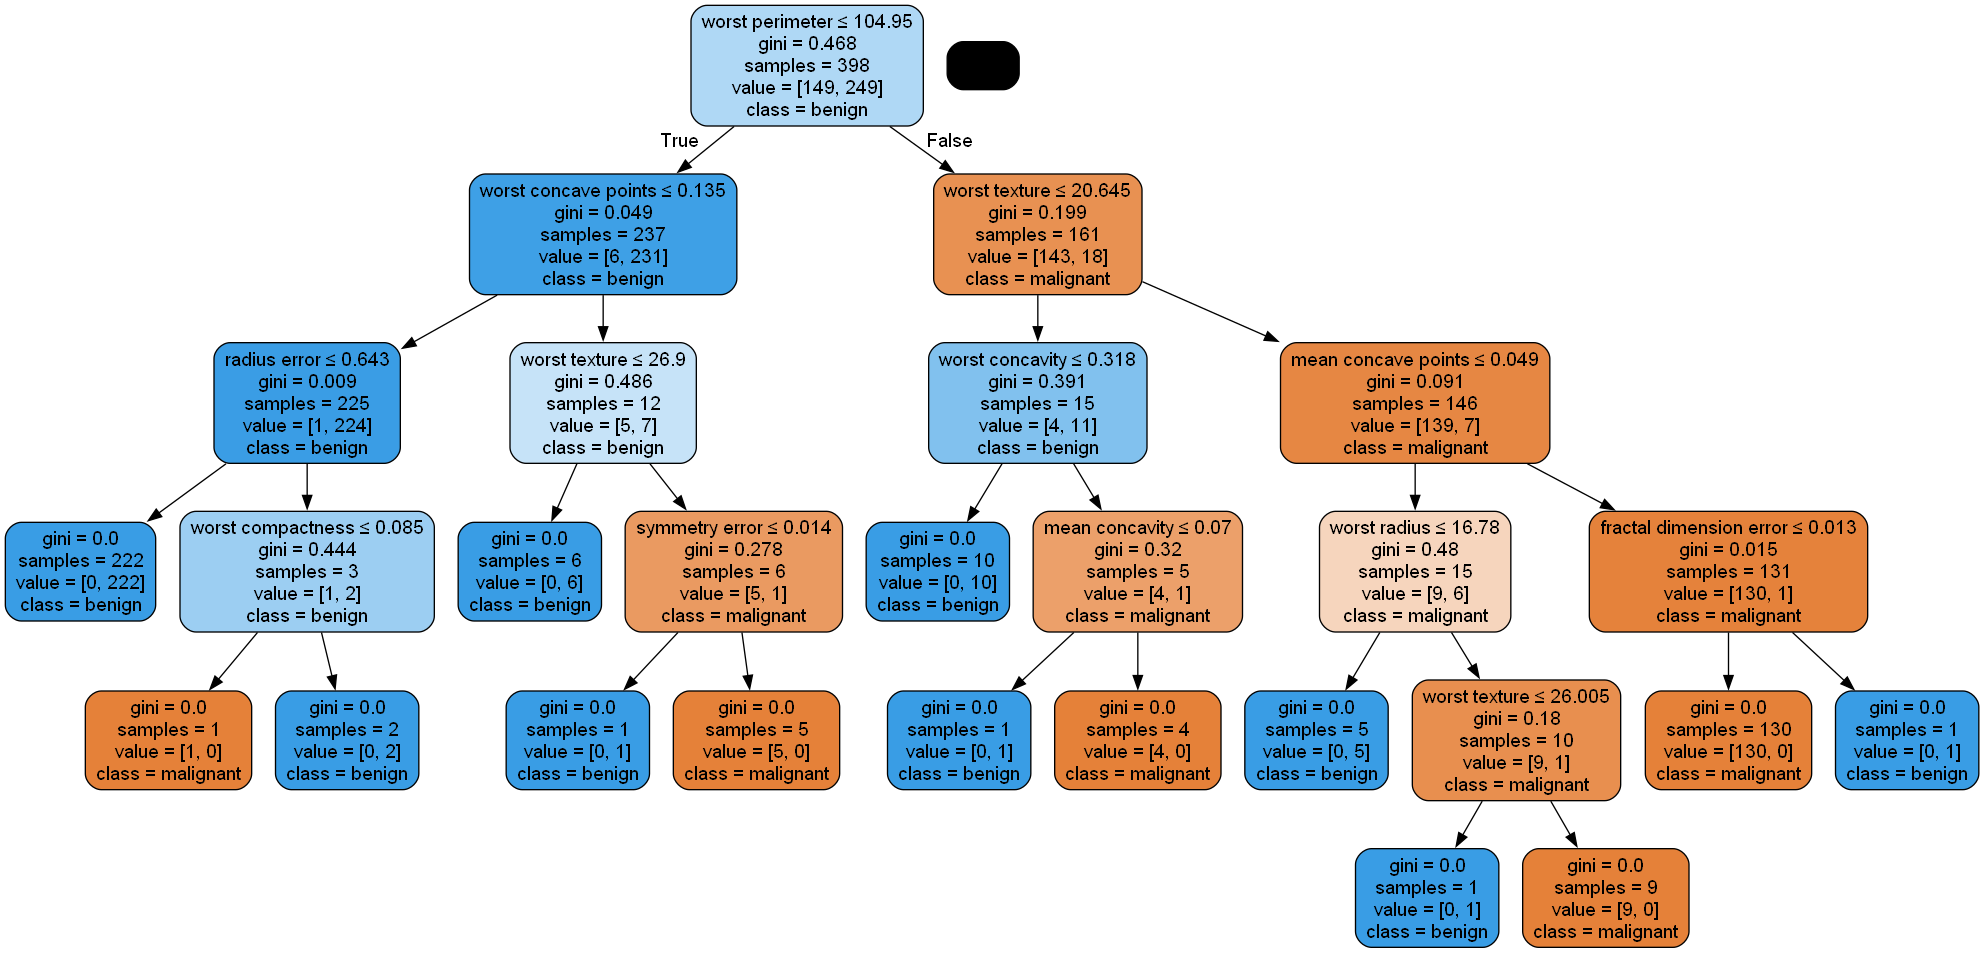 worst perimeter ≤ 104.95
gini = 0.468
samples = 398
value = [149, 249]
class = benign
True
False
worst concave points ≤ 0.135
gini = 0.049
samples = 237
value = [6, 231]
class = benign
worst texture ≤ 20.645
gini = 0.199
samples = 161
value = [143, 18]
class = malignant
radius error ≤ 0.643
gini = 0.009
samples = 225
value = [1, 224]
class = benign
worst texture ≤ 26.9
gini = 0.486
samples = 12
value = [5, 7]
class = benign
worst concavity ≤ 0.318
gini = 0.391
samples = 15
value = [4, 11]
class = benign
mean concave points ≤ 0.049
gini = 0.091
samples = 146
value = [139, 7]
class = malignant
gini = 0.0
samples = 222
value = [0, 222]
class = benign
worst compactness ≤ 0.085
gini = 0.444
samples = 3
value = [1, 2]
class = benign
gini = 0.0
samples = 6
value = [0, 6]
class = benign
symmetry error ≤ 0.014
gini = 0.278
samples = 6
value = [5, 1]
class = malignant
gini = 0.0
samples = 10
value = [0, 10]
class = benign
mean concavity ≤ 0.07
gini = 0.32
samples = 5
value = [4, 1]
class = malignant
worst radius ≤ 16.78
gini = 0.48
samples = 15
value = [9, 6]
class = malignant
fractal dimension error ≤ 0.013
gini = 0.015
samples = 131
value = [130, 1]
class = malignant
gini = 0.0
samples = 1
value = [1, 0]
class = malignant
gini = 0.0
samples = 2
value = [0, 2]
class = benign
gini = 0.0
samples = 1
value = [0, 1]
class = benign
gini = 0.0
samples = 5
value = [5, 0]
class = malignant
gini = 0.0
samples = 1
value = [0, 1]
class = benign
gini = 0.0
samples = 4
value = [4, 0]
class = malignant
gini = 0.0
samples = 5
value = [0, 5]
class = benign
worst texture ≤ 26.005
gini = 0.18
samples = 10
value = [9, 1]
class = malignant
gini = 0.0
samples = 130
value = [130, 0]
class = malignant
gini = 0.0
samples = 1
value = [0, 1]
class = benign
gini = 0.0
samples = 1
value = [0, 1]
class = benign
gini = 0.0
samples = 9
value = [9, 0]
class = malignant